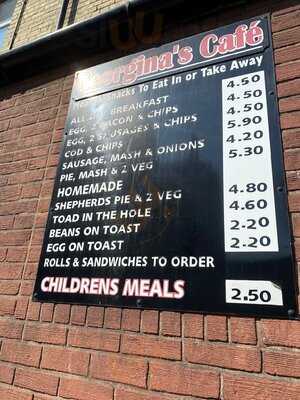 Georgina's Café
Snacks To Eat In or Take Away
ALL BREAKFAST 4.50
EGG, BACON & CHIPS 4.50
EGG, 2 SAUSAGES & CHIPS 4.50
COD & CHIPS 5.90
SAUSAGE, MASH & ONIONS 4.20
PIE, MASH & 2 VEG 5.30
HOMEMADE
SHEPHERDS PIE & 2 VEG 4.80
TOAD IN THE HOLE 4.60
BEANS ON TOAST 2-20
EGG ON TOAST 2.20
ROLLS & SANDWICHES TO ORDER
CHILDRENS MEALS 2.50